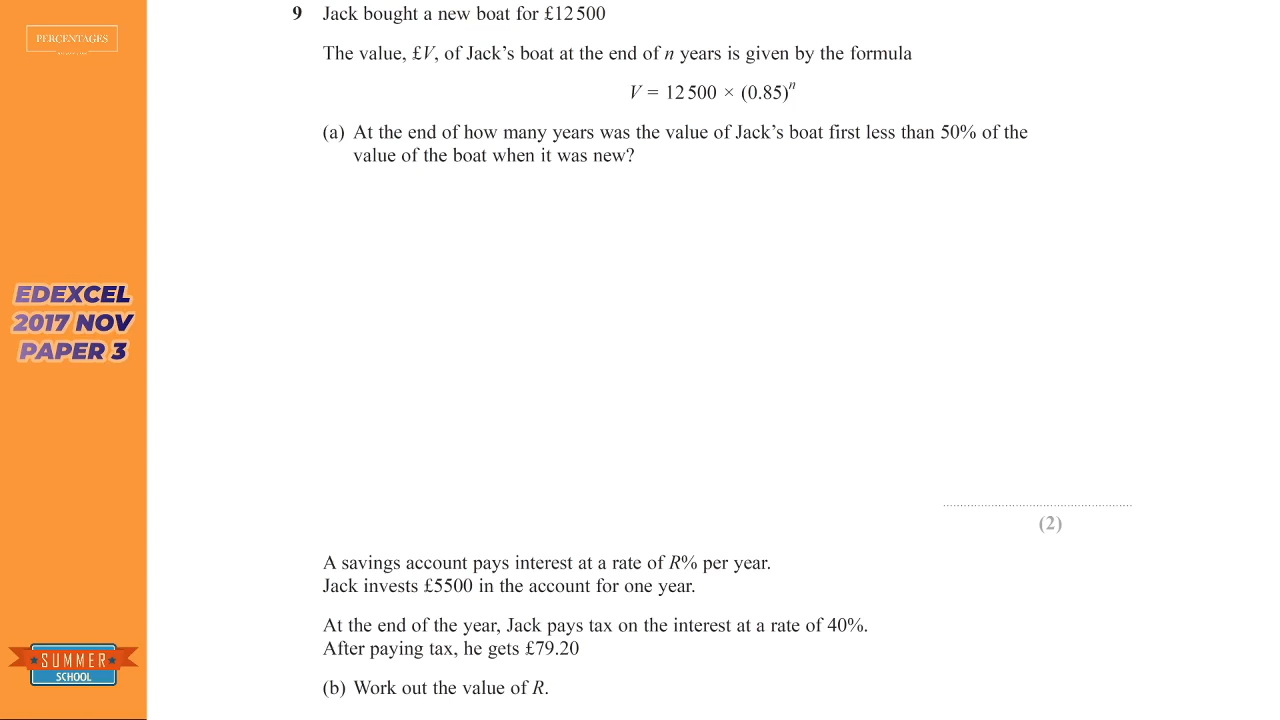 PERCENTAGES
EDEXCEL
2017 NOV
PAPER 3
SUMMER
SCHOOL
9 Jack bought a new boat for £12 500
The value, £V, of Jack’s boat at the end of n years is given by the formula
V = 12 500 × (0.85)ⁿ
(a) At the end of how many years was the value of Jack’s boat first less than 50% of the
value of the boat when it was new?
(2)
A savings account pays interest at a rate of R% per year.
Jack invests £5500 in the account for one year.
At the end of the year, Jack pays tax on the interest at a rate of 40%.
After paying tax, he gets £79.20
(b) Work out the value of R.